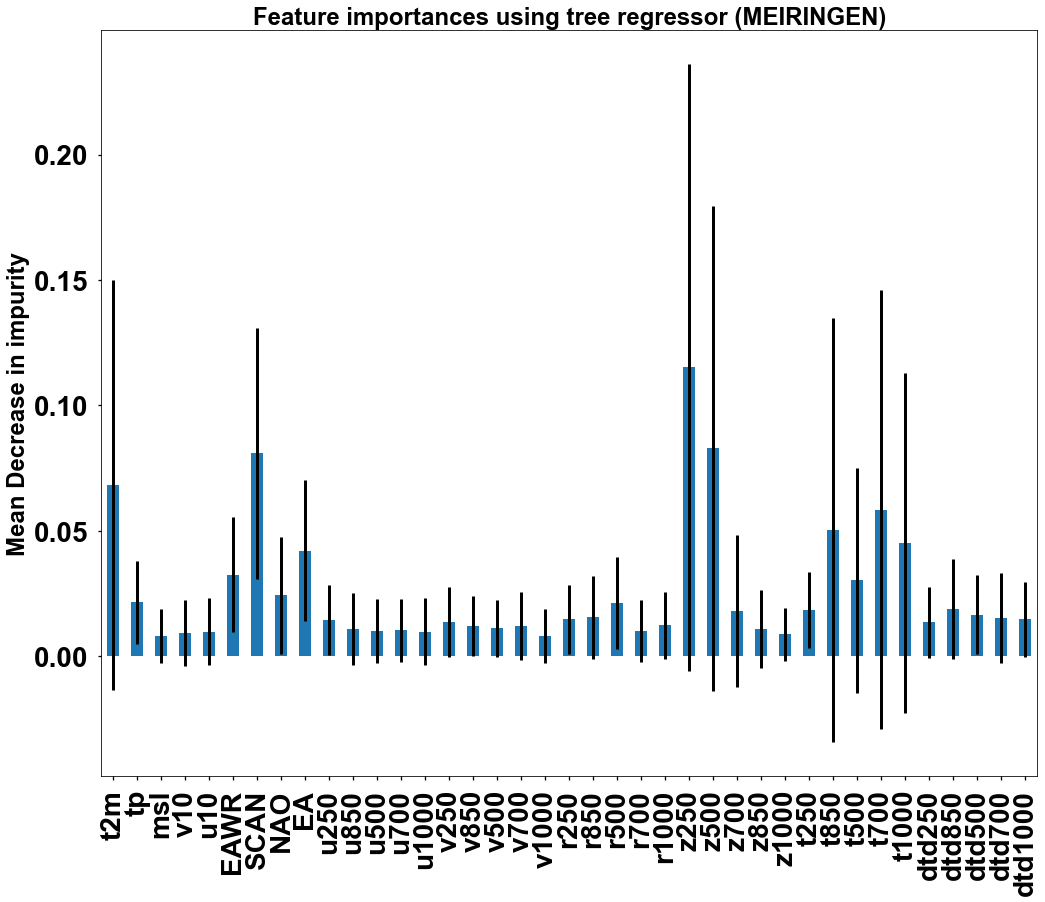 Feature importances using tree regressor (MEIRINGEN)
Mean Decrease in impurity
0.20
0.15
0.10
0.05
0.00
t2m
tp
msl
v10
u10
EAWR
SCAN
NAO
EA
u250
u850
u500
u700
u1000
v250
v850
v500
v700
v1000
r250
r850
r500
r700
r1000
z250
z500
z700
z850
z1000
t250
t850
t500
t700
t1000
dtd250
dtd850
dtd500
dtd700
dtd1000